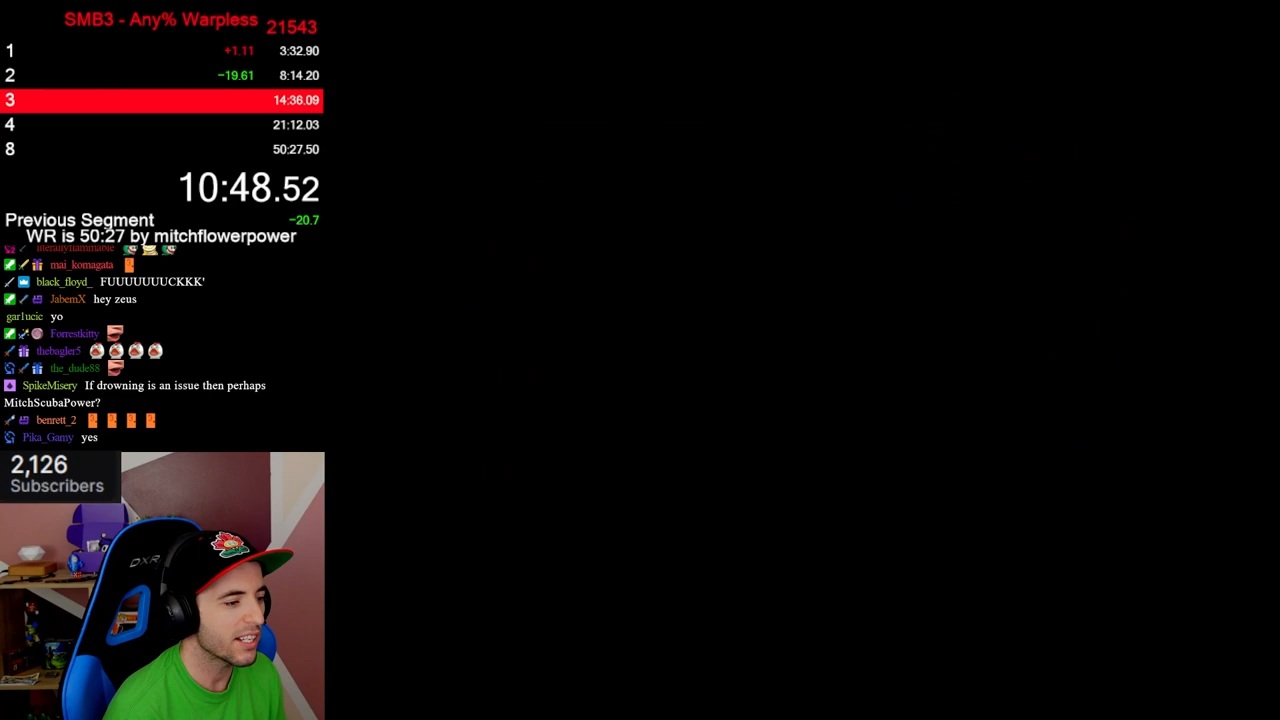 SMB3 - Any% Warpless 21543
1 +1.11 3:32.90
2 −19.61 8:14.20
3 14:36.09
4 21:12.03
8 50:27.50
10:48.52
Previous Segment −20.7
WR is 50:27 by mitchflowerpower
literallyflammable
mai_komagata
black_floyd_ FUUUUUUUCKKK'
JabemX hey zeus
gar1ucie yo
Forrestkitty
thebagler5
the_dude88
SpikeMisery If drowning is an issue then perhaps
MitchScubaPower?
benrett_2
Pika_Gamy yes
2,126
Subscribers
DXR